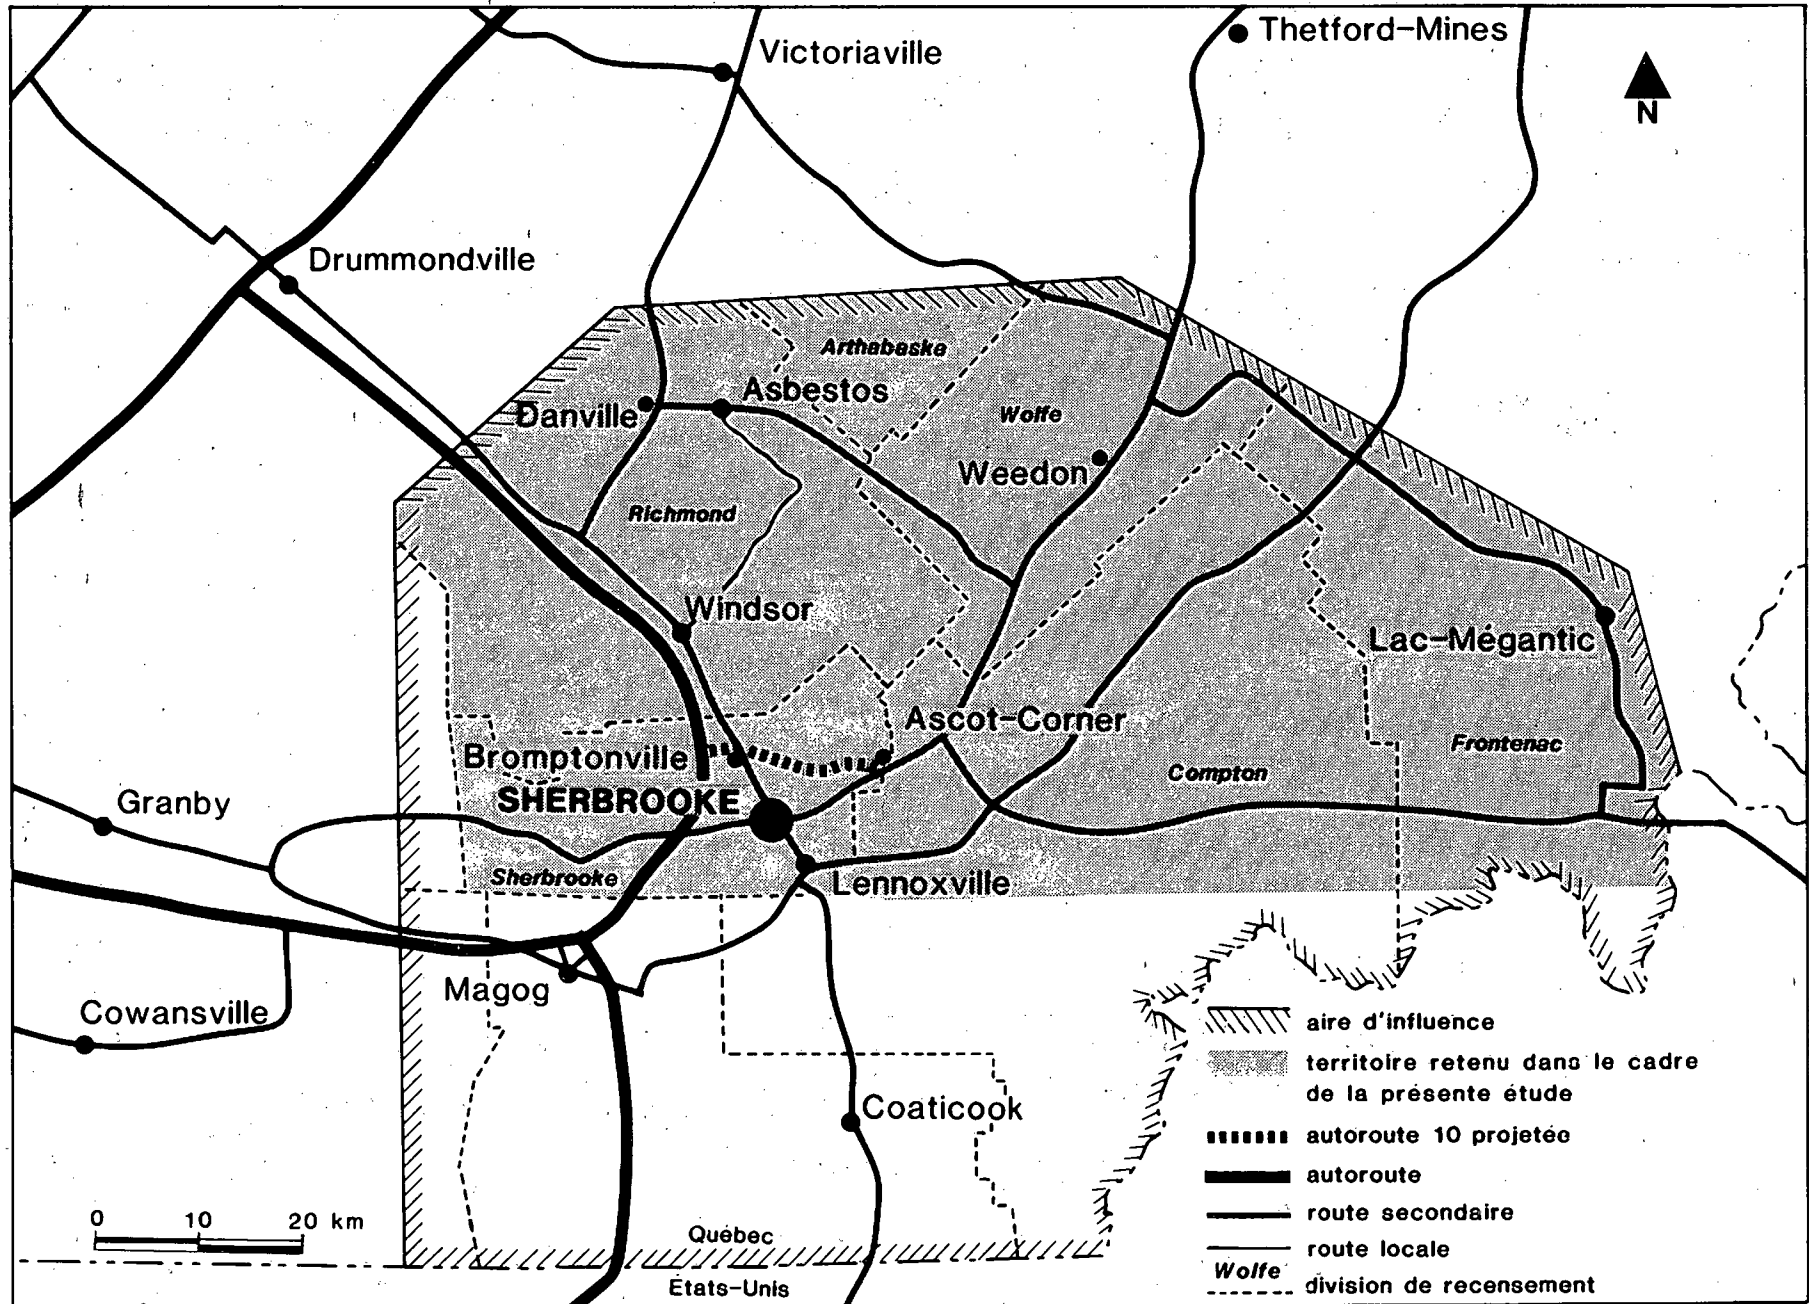 Thetford-Mines
Victoriaville
N
Drummondville
Arthabaska
Asbestos
Danville
Wolfe
Weedon
Richmond
Windsor
Lac-Mégantic
Ascot-Corner
Bromptonville
Frontenac
Compton
SHERBROOKE
Granby
Sherbrooke
Lennoxville
Magog
Cowansville
Coaticook
aire d'influence
territoire retenu dans le cadre
de la présente étude
autoroute 10 projetée
autoroute
route secondaire
route locale
Wolfe division de recensement
0 10 20 km
Québec
États-Unis